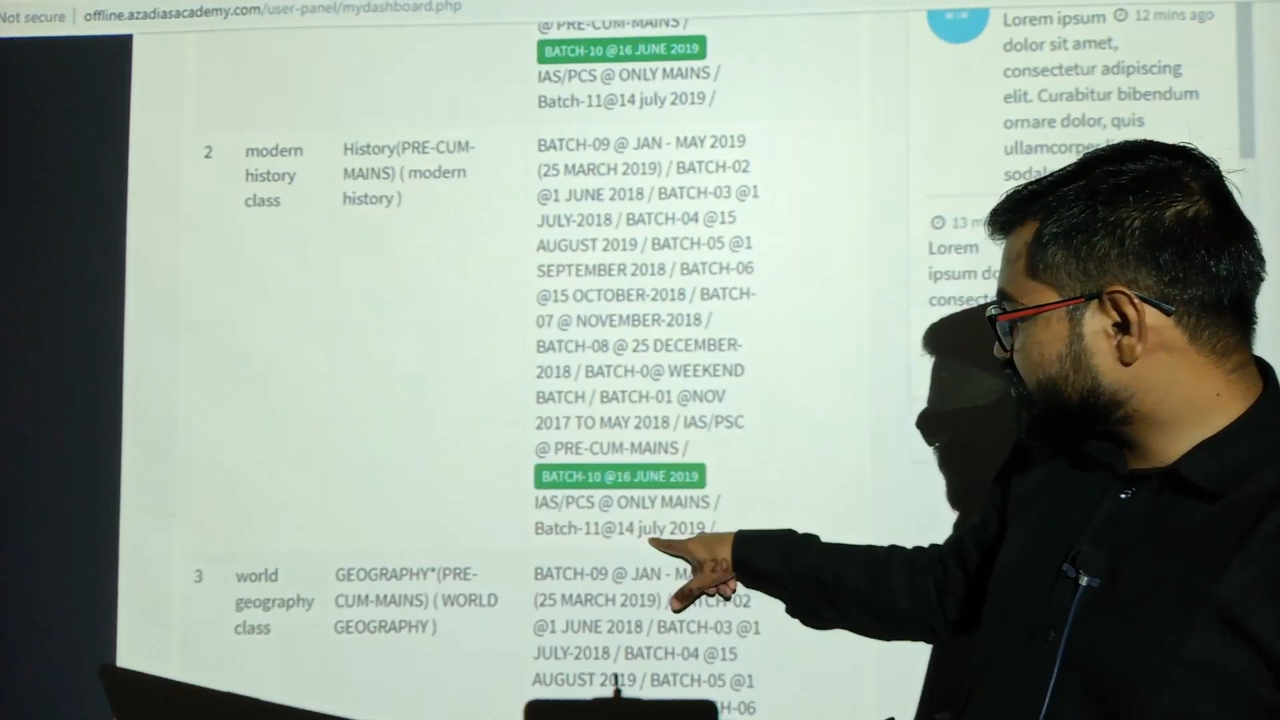 Not secure | offline.azadiasacademy.com/user-panel/mydashboard.php
@ PRE-CUM-MAINS /
BATCH-10 @16 JUNE 2019
IAS/PCS @ ONLY MAINS /
Batch-11@14 july 2019 /
2
modern
history
class
History(PRE-CUM-
MAINS) ( modern
history )
BATCH-09 @ JAN - MAY 2019
(25 MARCH 2019) / BATCH-02
@1 JUNE 2018 / BATCH-03 @1
JULY-2018 / BATCH-04 @15
AUGUST 2019 / BATCH-05 @1
SEPTEMBER 2018 / BATCH-06
@15 OCTOBER-2018 / BATCH-
07 @ NOVEMBER-2018 /
BATCH-08 @ 25 DECEMBER-
2018 / BATCH-0@ WEEKEND
BATCH / BATCH-01 @NOV
2017 TO MAY 2018 / IAS/PSC
@ PRE-CUM-MAINS /
BATCH-10 @16 JUNE 2019
IAS/PCS @ ONLY MAINS /
Batch-11@14 july 2019 /
3
world
geography
class
GEOGRAPHY*(PRE-
CUM-MAINS) ( WORLD
GEOGRAPHY )
BATCH-09 @ JAN -
(25 MARCH 2019) /
@1 JUNE 2018 / BATCH-03 @1
JULY-2018 / BATCH-04 @15
AUGUST 2019 / BATCH-05 @1
H-06
Lorem ipsum
12 mins ago
dolor sit amet,
consectetur adipiscing
elit. Curabitur bibendum
ornare dolor, quis
13
Lorem
ipsum